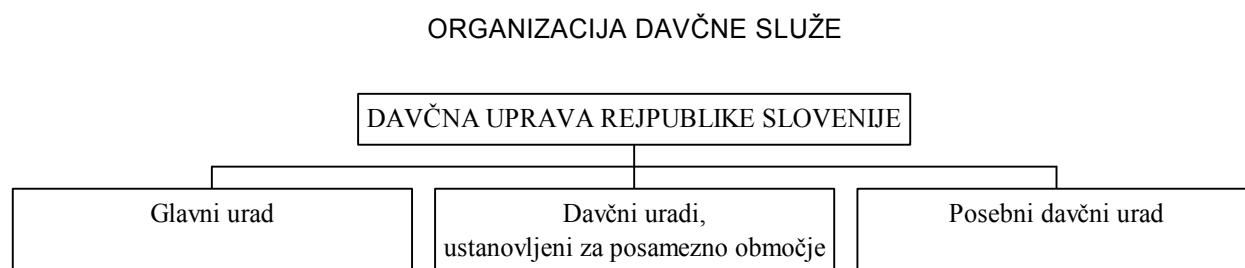 ORGANIZACIJA DAVČNE SLUŽE
DAVČNA UPRAVA REJPUBLIKE SLOVENIJE
Glavni urad
Davčni uradi,
ustanovljeni za posamezno območje
Posebni davčni urad